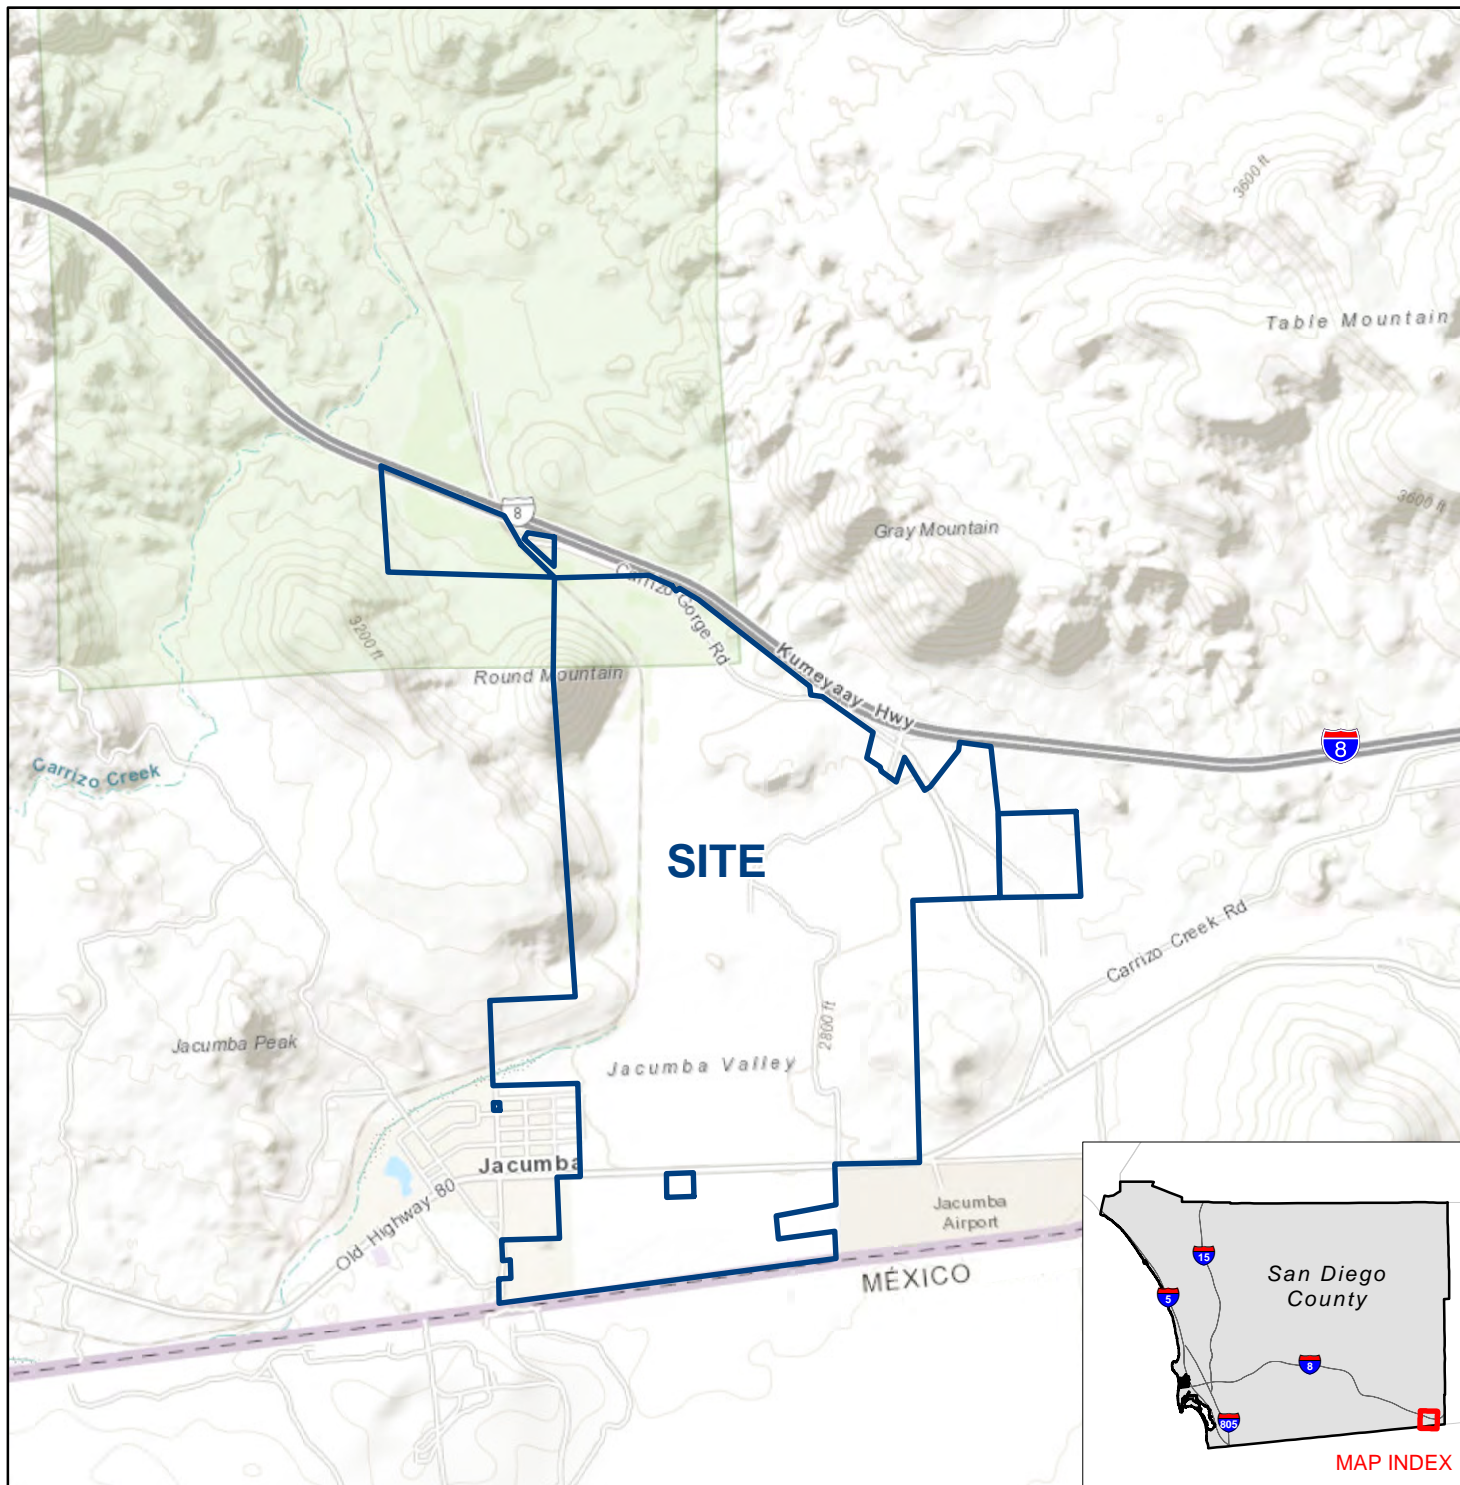 3600 ft
Table Mountain
3600 ft
8
Gray Mountain
Carrizo Gorge Rd
3200 ft
Round Mountain
Kumeyaay Hwy
8
Carrizo Creek
SITE
Carrizo Creek Rd
2800 ft
Jacumba Peak
Jacumba Valley
Jacumba
Old Highway 80
Jacumba
Airport
MÉXICO
15
5
San Diego
County
8
805
MAP INDEX